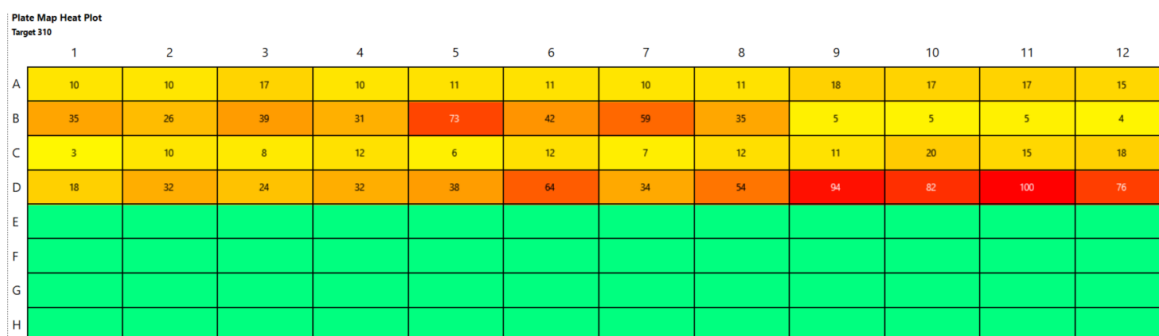 Plate Map Heat Plot
Target 310
1 2 3 4 5 6 7 8 9 10 11 12
A 10 10 17 10 11 11 10 11 18 17 17 15
B 35 26 39 31 73 42 59 35 5 5 5 4
C 3 10 8 12 6 12 7 12 11 20 15 18
D 18 32 24 32 38 64 34 54 94 82 100 76
E
F
G
H